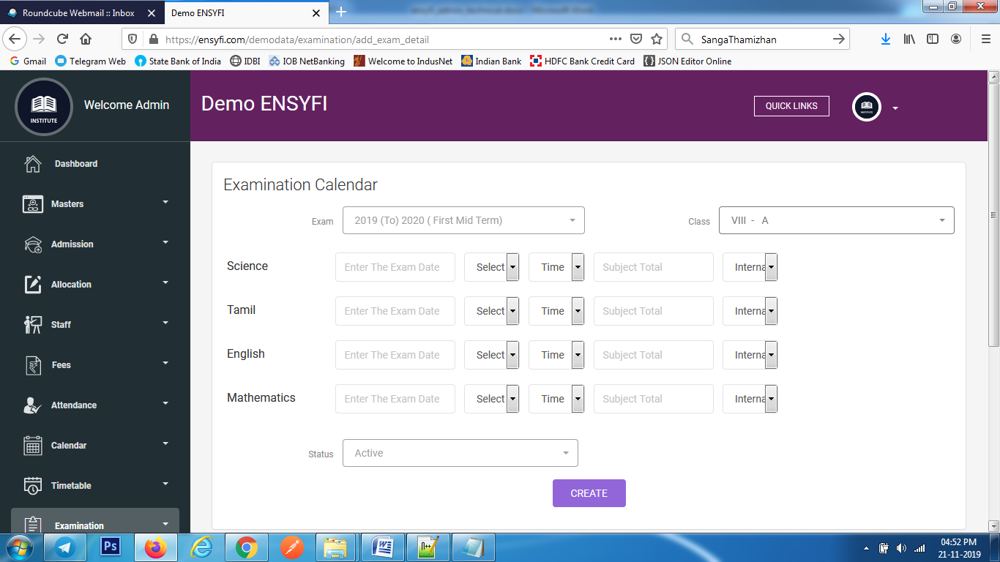 Roundcube Webmail :: Inbox
Demo ENSYFI
https://ensyfi.com/demodata/examination/add_exam_detail
SangaThamizhan
Gmail Telegram Web State Bank of India IDBI IOB NetBanking Welcome to IndusNet Indian Bank HDFC Bank Credit Card JSON Editor Online
INSTITUTE
Welcome Admin
Demo ENSYFI
QUICK LINKS
Dashboard
Masters
Admission
Allocation
Staff
Fees
Attendance
Calendar
Timetable
Examination
Examination Calendar
Exam 2019 (To) 2020 ( First Mid Term) Class VIII - A
Science Enter The Exam Date Select Time Subject Total Interna
Tamil Enter The Exam Date Select Time Subject Total Interna
English Enter The Exam Date Select Time Subject Total Interna
Mathematics Enter The Exam Date Select Time Subject Total Interna
Status Active
CREATE
Ps
04:52 PM
21-11-2019